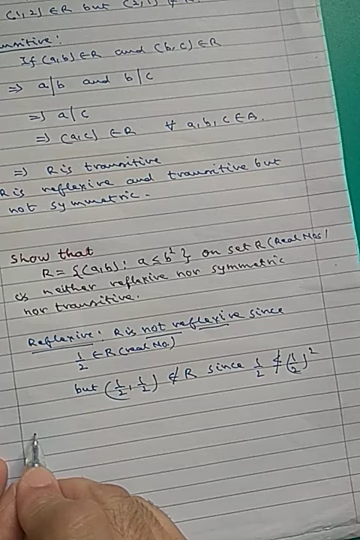 (1,2) ∈ R but (2,1) ∉
If (a,b) ∈ R and (b,c) ∈ R
⇒ a|b and b|c
⇒ a|c
⇒ (a,c) ∈ R ∀ a,b,c ∈ A.
⇒ R is transitive
R is reflexive and transitive but
not symmetric.
Show that
R = {(a,b) : a ≤ b²} on set R (Real Nos)
is neither reflexive nor symmetric
nor transitive.
Reflexive: R is not reflexive since
1/2 ∈ R (real No.)
but (1/2, 1/2) ∉ R since 1/2 ≰ (1/2)²